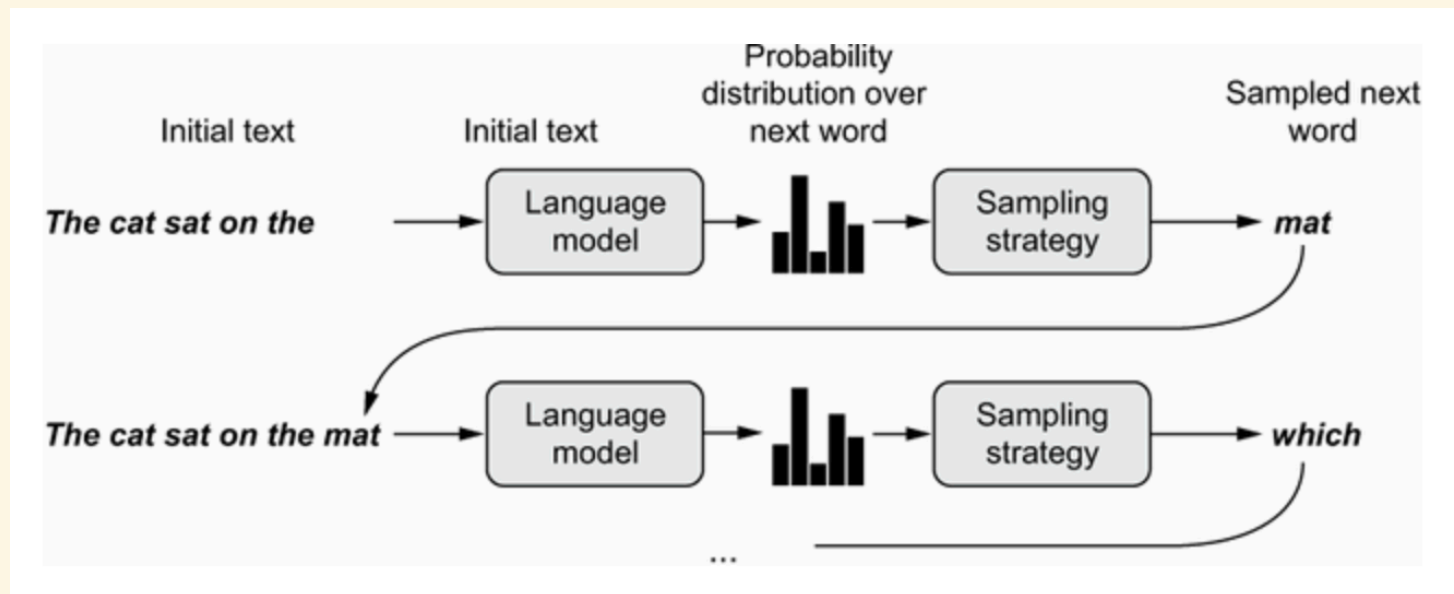 Initial text
Initial text
Probability
distribution over
next word
Sampled next
word
The cat sat on the
Language
model
Sampling
strategy
mat
The cat sat on the mat
Language
model
Sampling
strategy
which
...